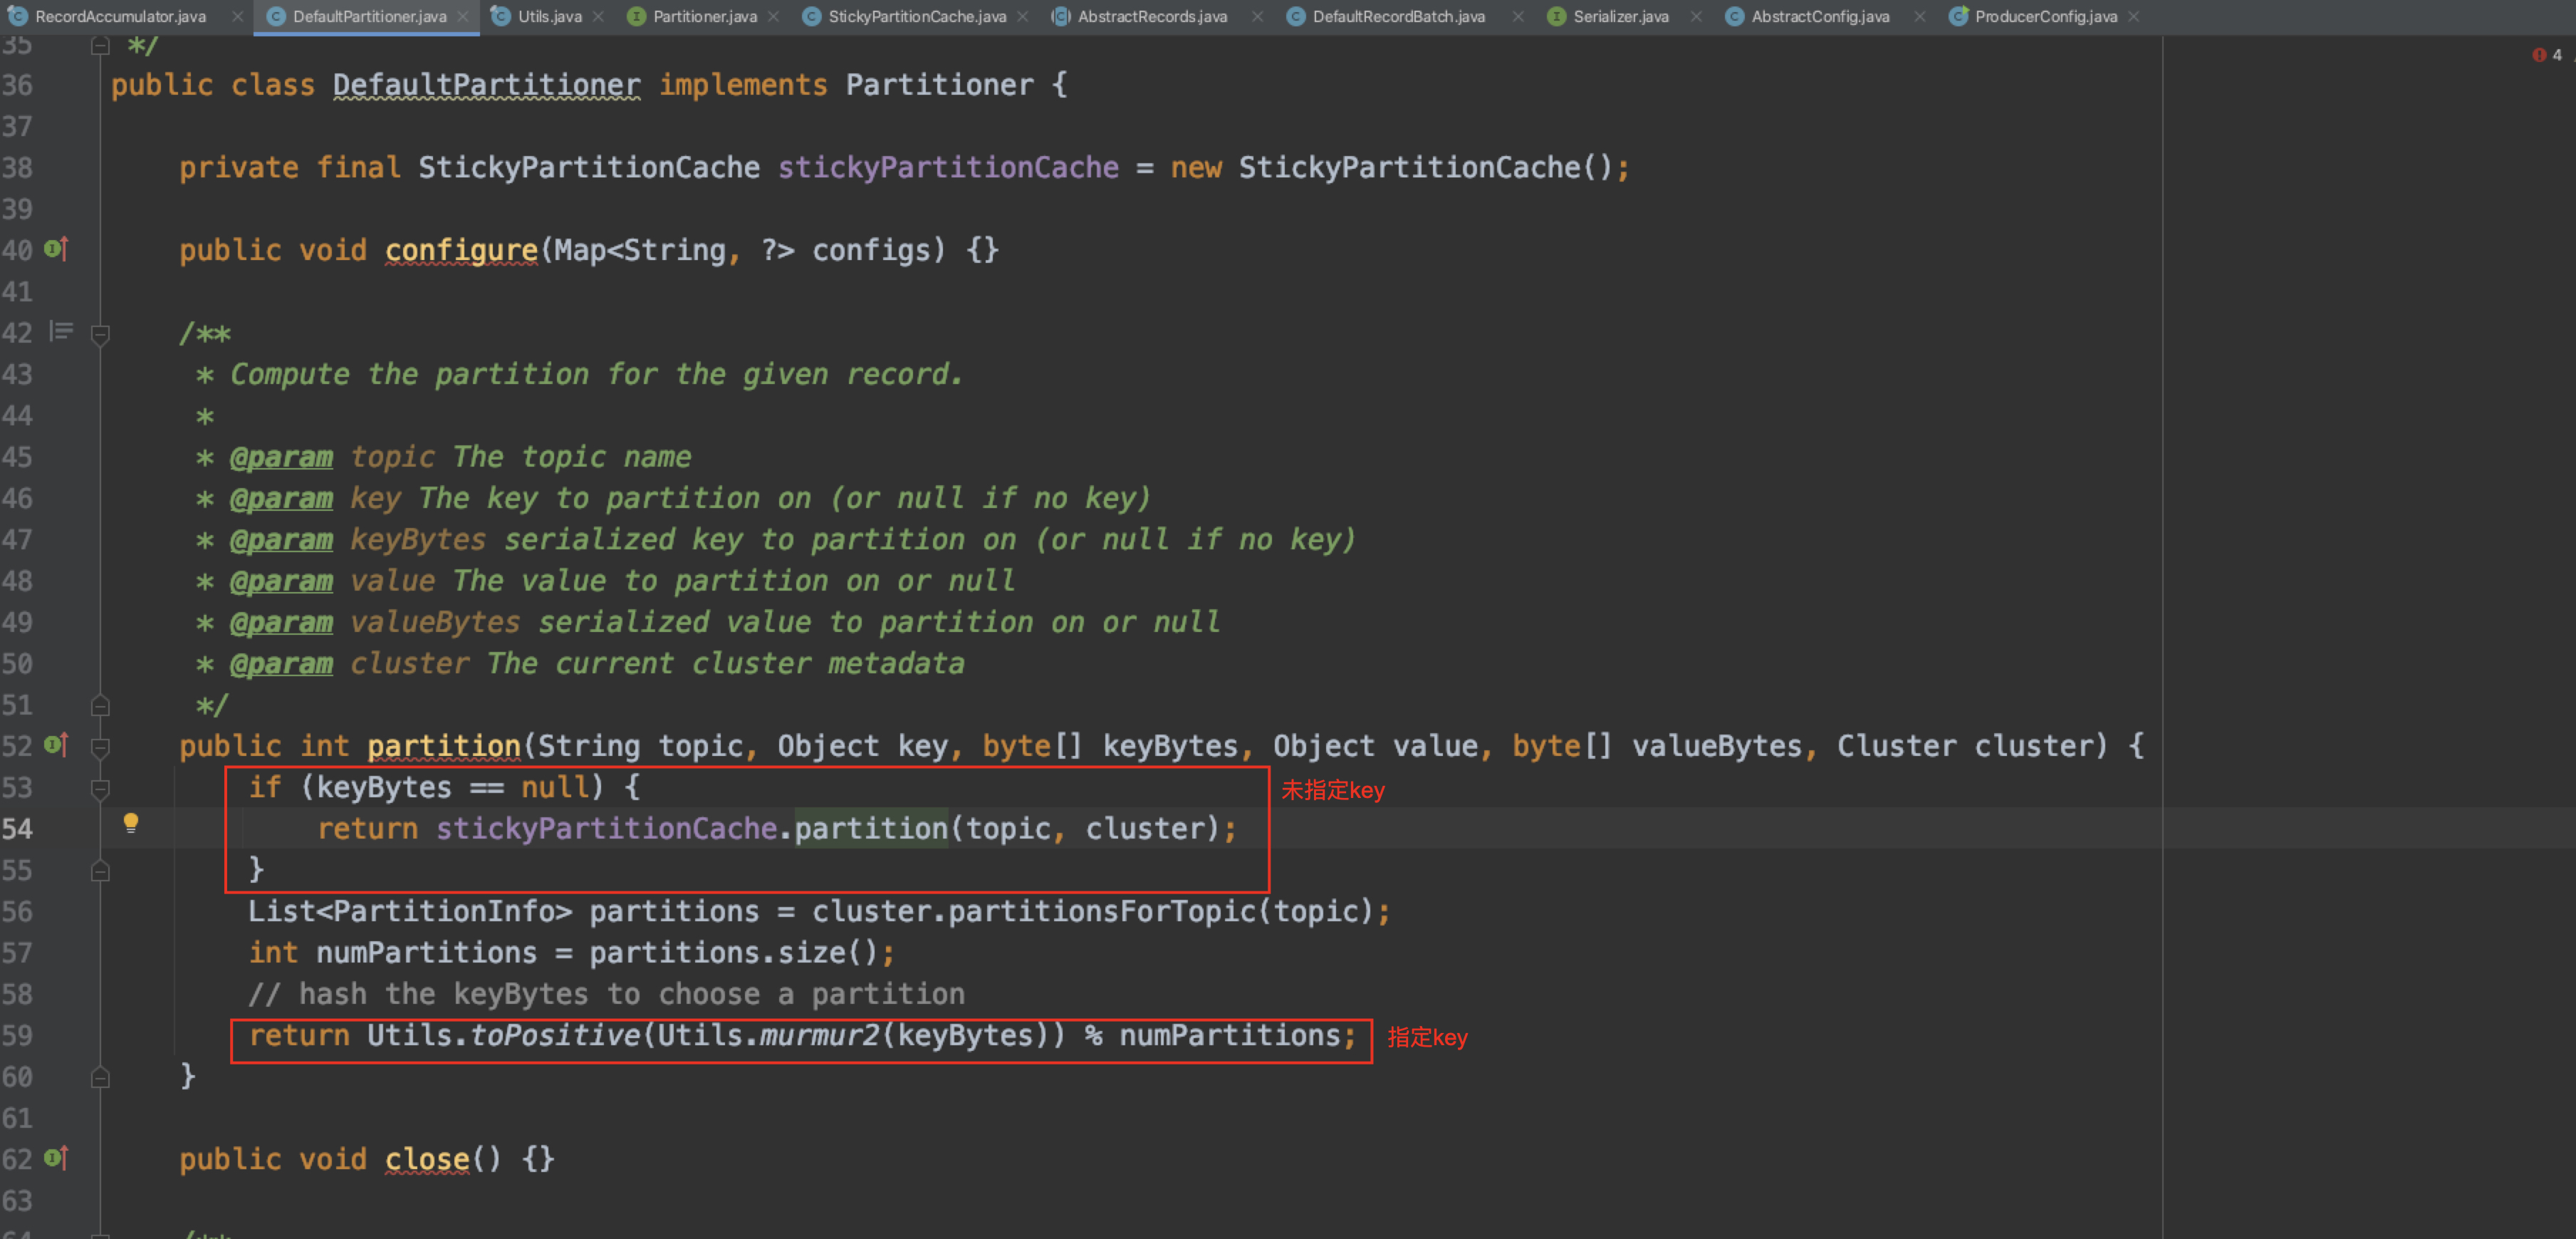 RecordAccumulator.java DefaultPartitioner.java Utils.java Partitioner.java StickyPartitionCache.java AbstractRecords.java DefaultRecordBatch.java Serializer.java AbstractConfig.java ProducerConfig.java
35 */
4
36 public class DefaultPartitioner implements Partitioner {
37
38 private final StickyPartitionCache stickyPartitionCache = new StickyPartitionCache();
39
40 public void configure(Map<String, ?> configs) {}
41
42 /**
43 * Compute the partition for the given record.
44 *
45 * @param topic The topic name
46 * @param key The key to partition on (or null if no key)
47 * @param keyBytes serialized key to partition on (or null if no key)
48 * @param value The value to partition on or null
49 * @param valueBytes serialized value to partition on or null
50 * @param cluster The current cluster metadata
51 */
52 public int partition(String topic, Object key, byte[] keyBytes, Object value, byte[] valueBytes, Cluster cluster) {
53 if (keyBytes == null) { 未指定key
54 return stickyPartitionCache.partition(topic, cluster);
55 }
56 List<PartitionInfo> partitions = cluster.partitionsForTopic(topic);
57 int numPartitions = partitions.size();
58 // hash the keyBytes to choose a partition
59 return Utils.toPositive(Utils.murmur2(keyBytes)) % numPartitions; 指定key
60 }
61
62 public void close() {}
63
64 /**